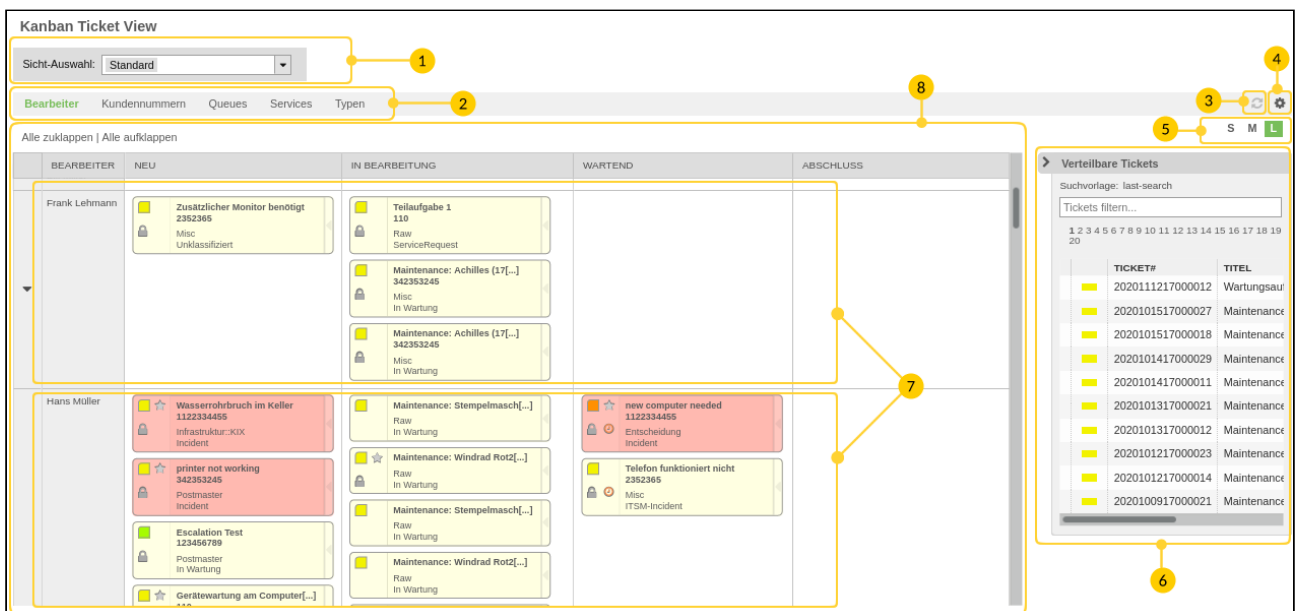 Kanban Ticket View
Sicht-Auswahl: Standard
1
4
8
Bearbeiter Kundennummern Queues Services Typen
2
3
5
S M L
Alle zuklappen | Alle aufklappen
BEARBEITER NEU IN BEARBEITUNG WARTEND ABSCHLUSS
Frank Lehmann
Zusätzlicher Monitor benötigt
2352365
Misc
Unklassifiziert
Teilaufgabe 1
110
Raw
ServiceRequest
Maintenance: Achilles (17[...]
342353245
Misc
In Wartung
Maintenance: Achilles (17[...]
342353245
Misc
In Wartung
7
Hans Müller
Wasserrohrbruch im Keller
1122334455
Infrastruktur::KIX
Incident
printer not working
342353245
Postmaster
Incident
Escalation Test
123456789
Postmaster
In Wartung
Gerätewartung am Computer[...]
Maintenance: Stempelmasch[...]
Raw
In Wartung
Maintenance: Windrad Rot2[...]
Raw
In Wartung
Maintenance: Stempelmasch[...]
Raw
In Wartung
Maintenance: Windrad Rot2[...]
Raw
In Wartung
new computer needed
1122334455
Entscheidung
Incident
Telefon funktioniert nicht
2352365
Misc
ITSM-Incident
Verteilbare Tickets
Suchvorlage: last-search
Tickets filtern...
1 2 3 4 5 6 7 8 9 10 11 12 13 14 15 16 17 18 19
20
TICKET# TITEL
2020111217000012 Wartungsauf
2020101517000027 Maintenance
2020101517000018 Maintenance
2020101417000029 Maintenance
2020101417000011 Maintenance
2020101317000021 Maintenance
2020101317000012 Maintenance
2020101217000023 Maintenance
2020101217000014 Maintenance
2020100917000021 Maintenance
6